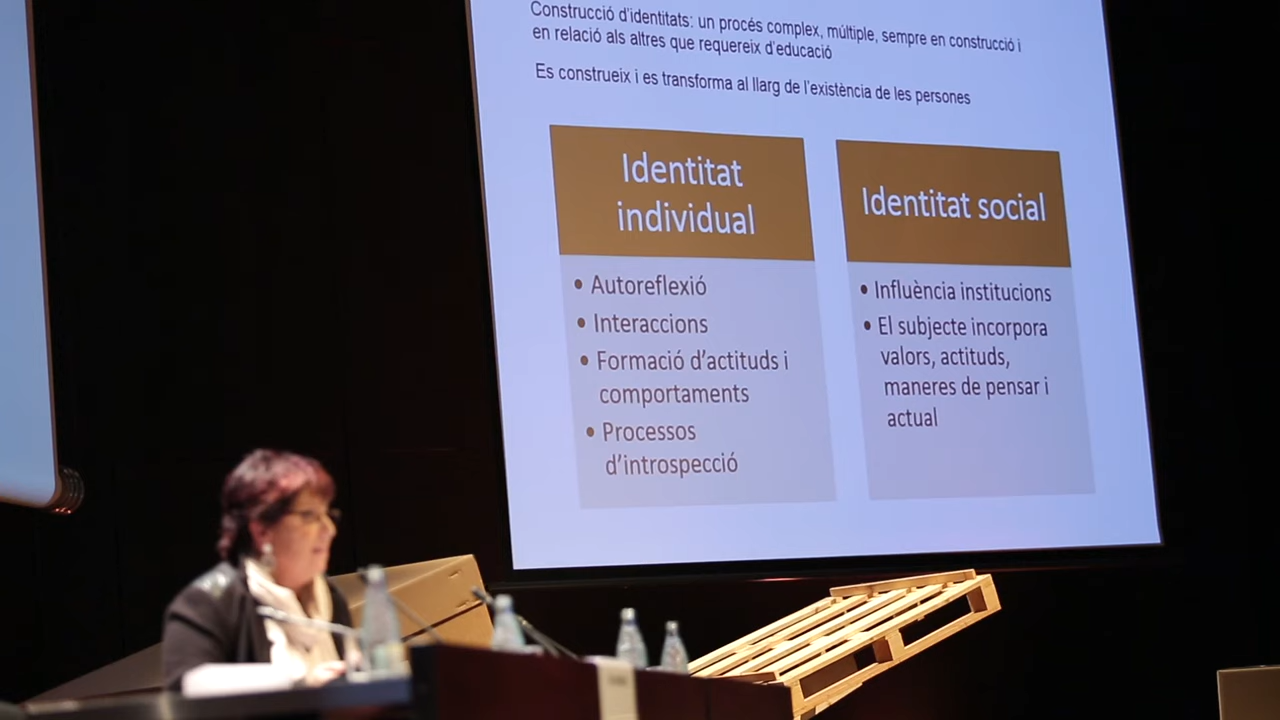 Construcció d'identitats: un procés complex, múltiple, sempre en construcció i
en relació als altres que requereix d'educació
Es construeix i es transforma al llarg de l'existència de les persones
Identitat
individual
• Autoreflexió
• Interaccions
• Formació d'actituds i
comportaments
• Processos
d'introspecció
Identitat social
• Influència institucions
• El subjecte incorpora
valors, actituds,
maneres de pensar i
actual